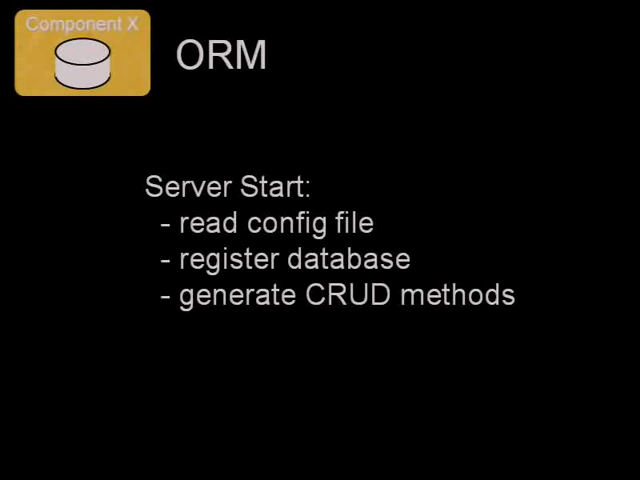 Component X
ORM
Server Start:
- read config file
- register database
- generate CRUD methods